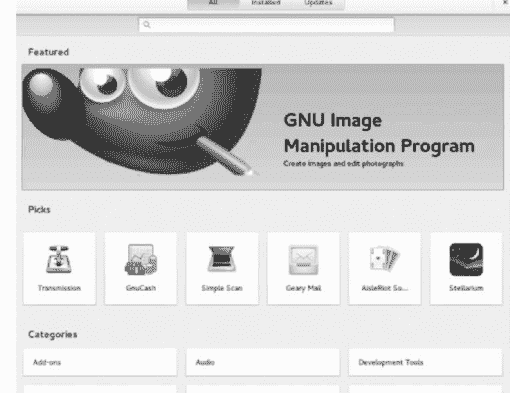 All Installed Updates
Featured
GNU Image
Manipulation Program
Create images and edit photographs
Picks
Transmission GnuCash Simple Scan Geary Mail AisleRiot So... Stellarium
Categories
Add-ons Audio Development Tools